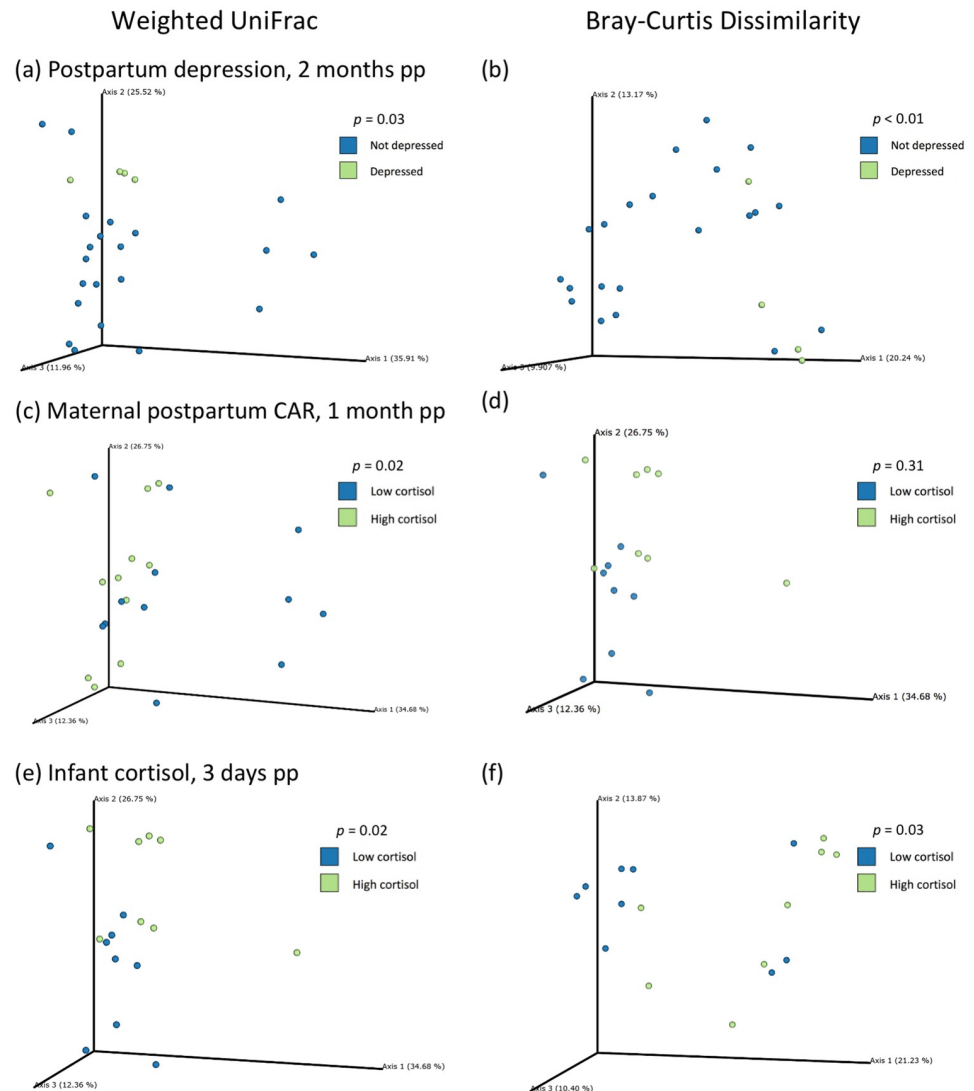 Weighted UniFrac
Bray-Curtis Dissimilarity
(a) Postpartum depression, 2 months pp
Axis 2 (25.52 %)
p = 0.03
Not depressed
Depressed
Axis 1 (35.91 %)
Axis 3 (11.96 %)
(b)
Axis 2 (13.17 %)
p < 0.01
Not depressed
Depressed
Axis 1 (20.24 %)
Axis 3 (9.907 %)
(c) Maternal postpartum CAR, 1 month pp
Axis 2 (26.75 %)
p = 0.02
Low cortisol
High cortisol
Axis 1 (34.68 %)
Axis 3 (12.36 %)
(d)
Axis 2 (26.75 %)
p = 0.31
Low cortisol
High cortisol
Axis 1 (34.68 %)
Axis 3 (12.36 %)
(e) Infant cortisol, 3 days pp
Axis 2 (26.75 %)
p = 0.02
Low cortisol
High cortisol
Axis 1 (34.68 %)
Axis 3 (12.36 %)
(f)
Axis 2 (13.87 %)
p = 0.03
Low cortisol
High cortisol
Axis 1 (21.23 %)
Axis 3 (10.40 %)